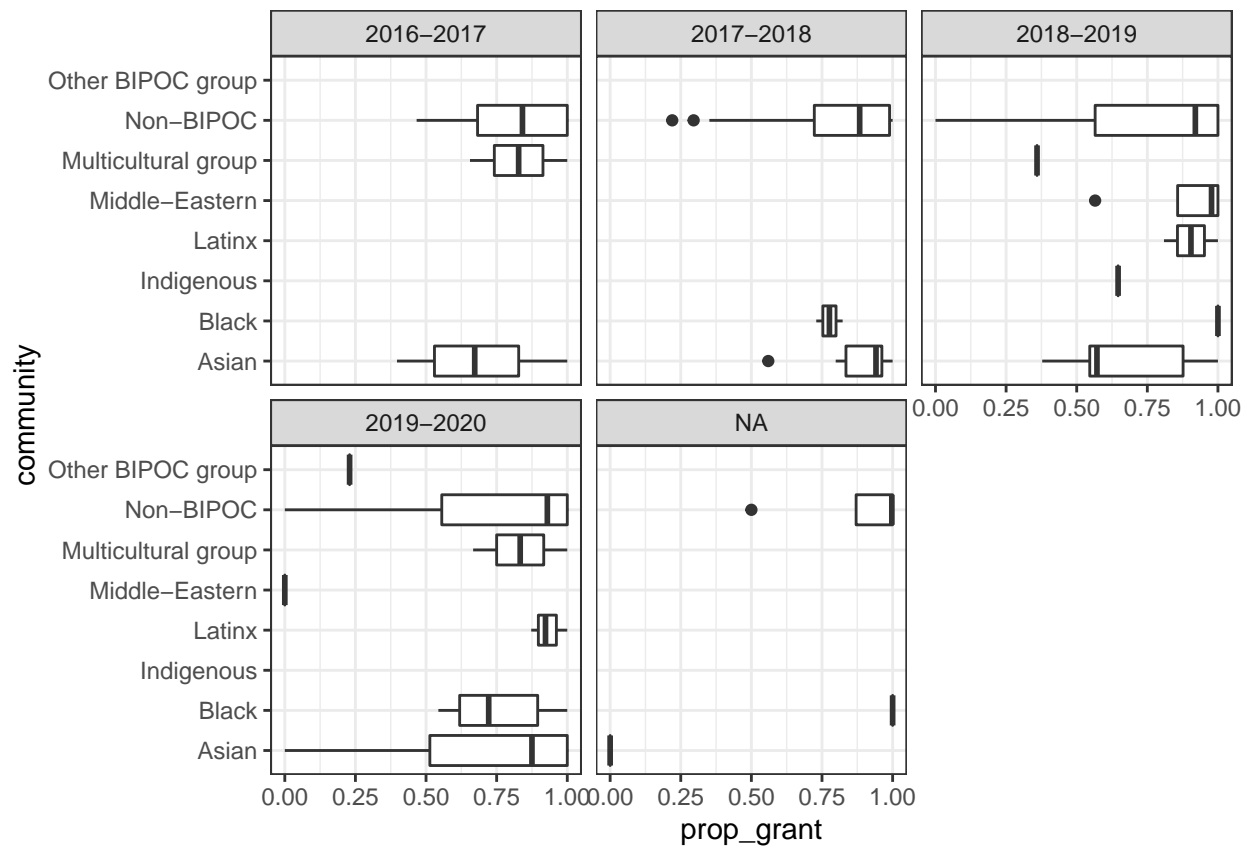 2016−2017
2017−2018
2018−2019
Other BIPOC group
Non−BIPOC
Multicultural group
Middle−Eastern
Latinx
Indigenous
Black
Asian
0.00 0.25 0.50 0.75 1.00
community
2019−2020
NA
Other BIPOC group
Non−BIPOC
Multicultural group
Middle−Eastern
Latinx
Indigenous
Black
Asian
0.00 0.25 0.50 0.75 1.00
0.00 0.25 0.50 0.75 1.00
prop_grant